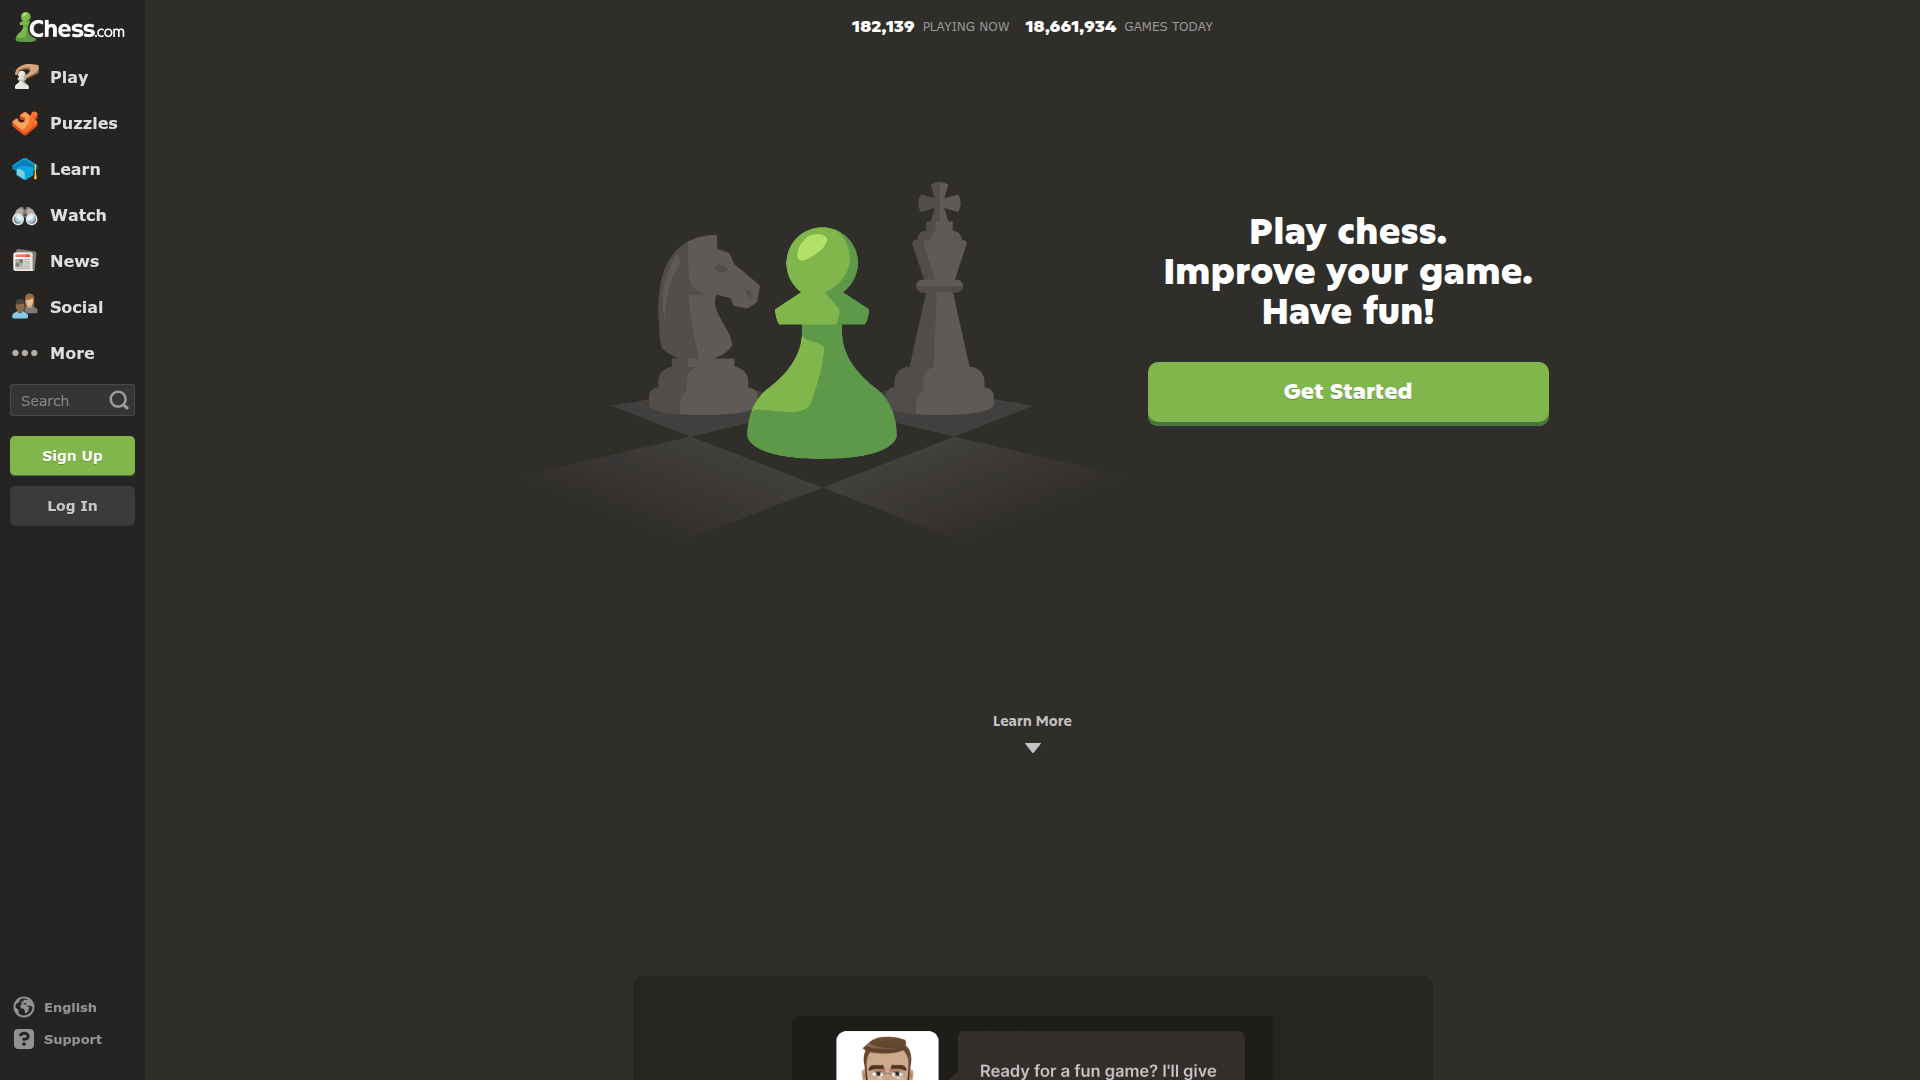 Chess.com
Play
Puzzles
Learn
Watch
News
Social
More
Search
Sign Up
Log In
English
Support
182,139 PLAYING NOW 18,661,934 GAMES TODAY
Play chess.
Improve your game.
Have fun!
Get Started
Learn More
Ready for a fun game? I'll give